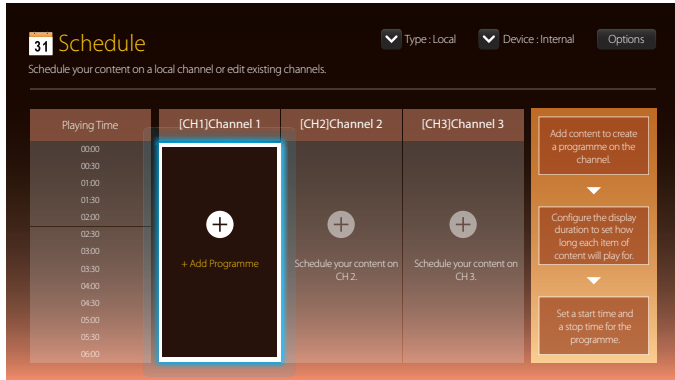 31 Schedule
Type : Local
Device : Internal
Options
Schedule your content on a local channel or edit existing channels.
Playing Time
[CH1]Channel 1
[CH2]Channel 2
[CH3]Channel 3
00:00
00:30
01:00
01:30
02:00
02:30
03:00
03:30
04:00
04:30
05:00
05:30
06:00
+ Add Programme
Schedule your content on
CH 2.
Schedule your content on
CH 3.
Add content to create
a programme on the
channel.
Configure the display
duration to set how
long each item of
content will play for.
Set a start time and
a stop time for the
programme.